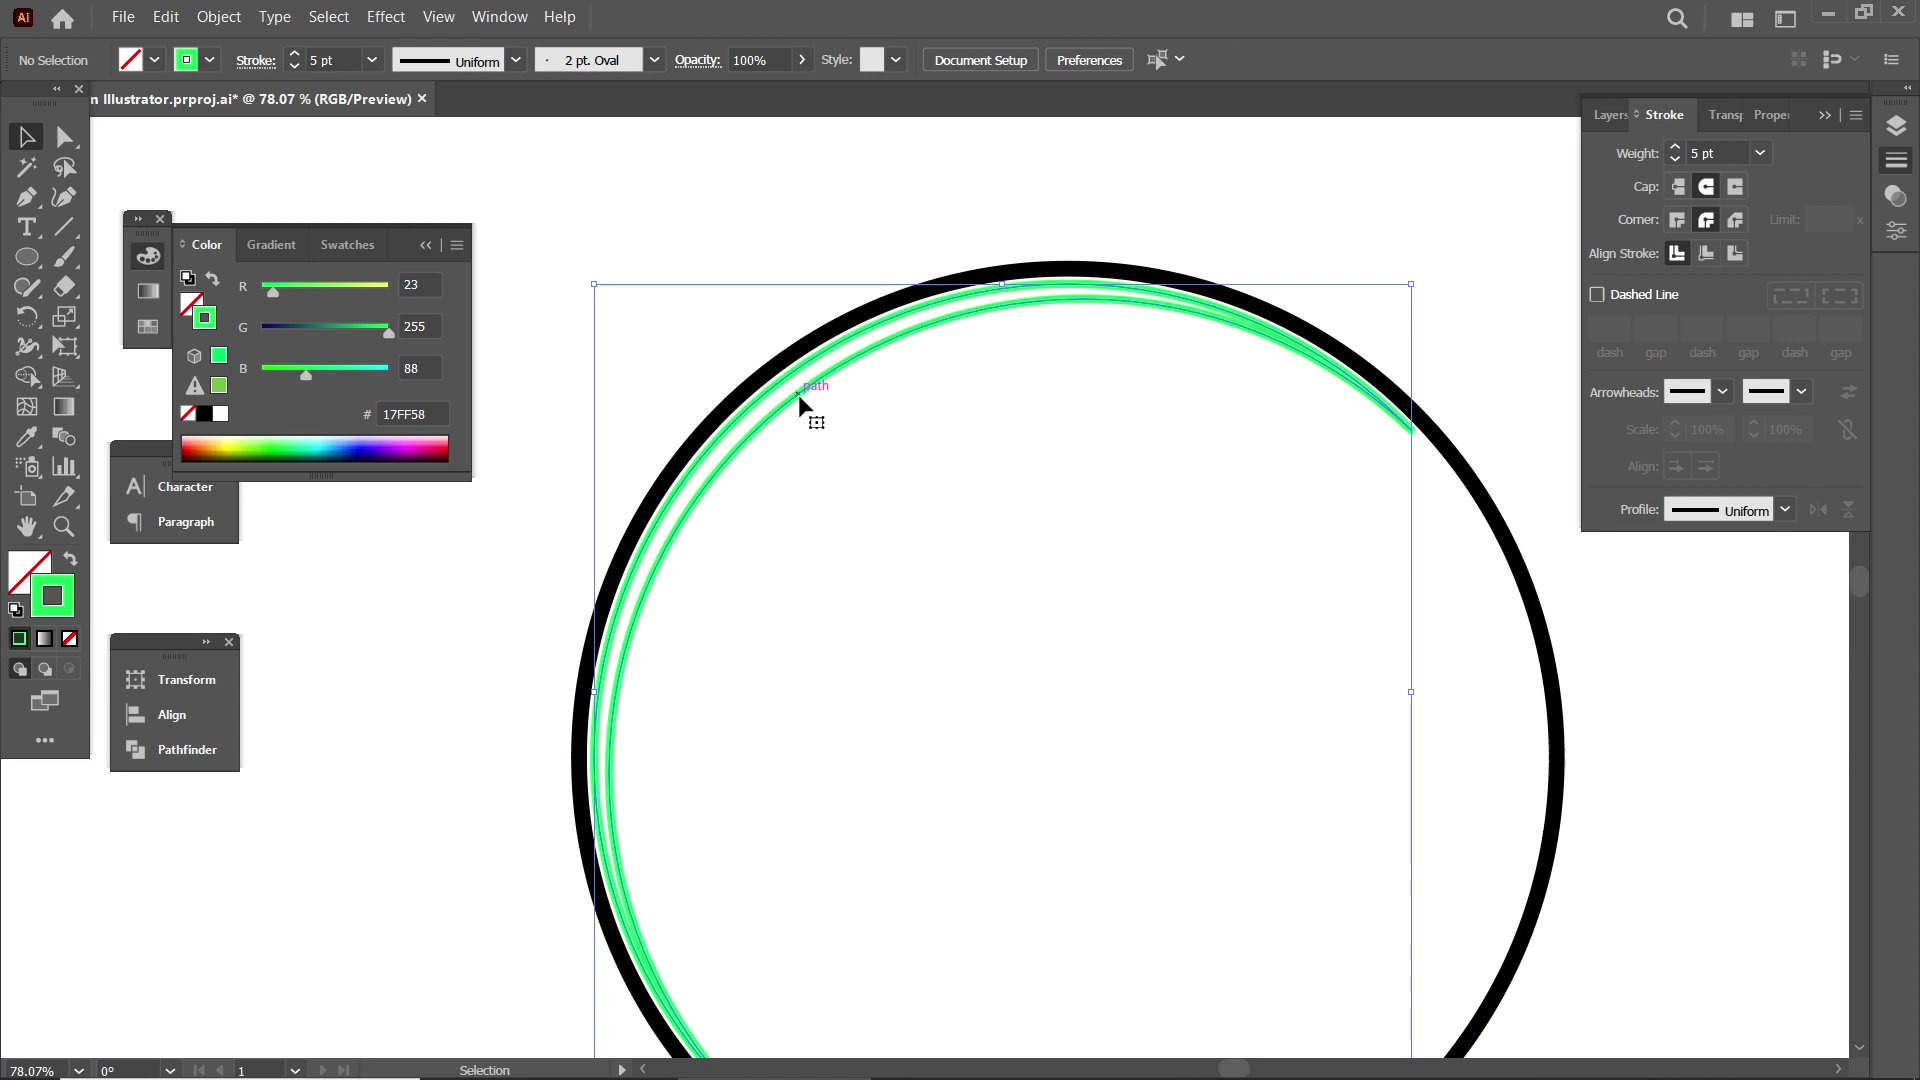 Ai File Edit Object Type Select Effect View Window Help
No Selection Stroke: 5 pt Uniform 2 pt. Oval Opacity: 100% Style: Document Setup Preferences
n Illustrator.prproj.ai* @ 78.07 % (RGB/Preview)
Layers Stroke Transp Proper
Weight: 5 pt
Cap:
Corner: Limit: x
Align Stroke:
Dashed Line
dash gap dash gap dash gap
Arrowheads:
Scale: 100% 100%
Align:
Profile: Uniform
Color Gradient Swatches
R 23
G 255
B 88
# 17FF58
path
Character
Paragraph
Transform
Align
Pathfinder
78.07% 0° 1 Selection